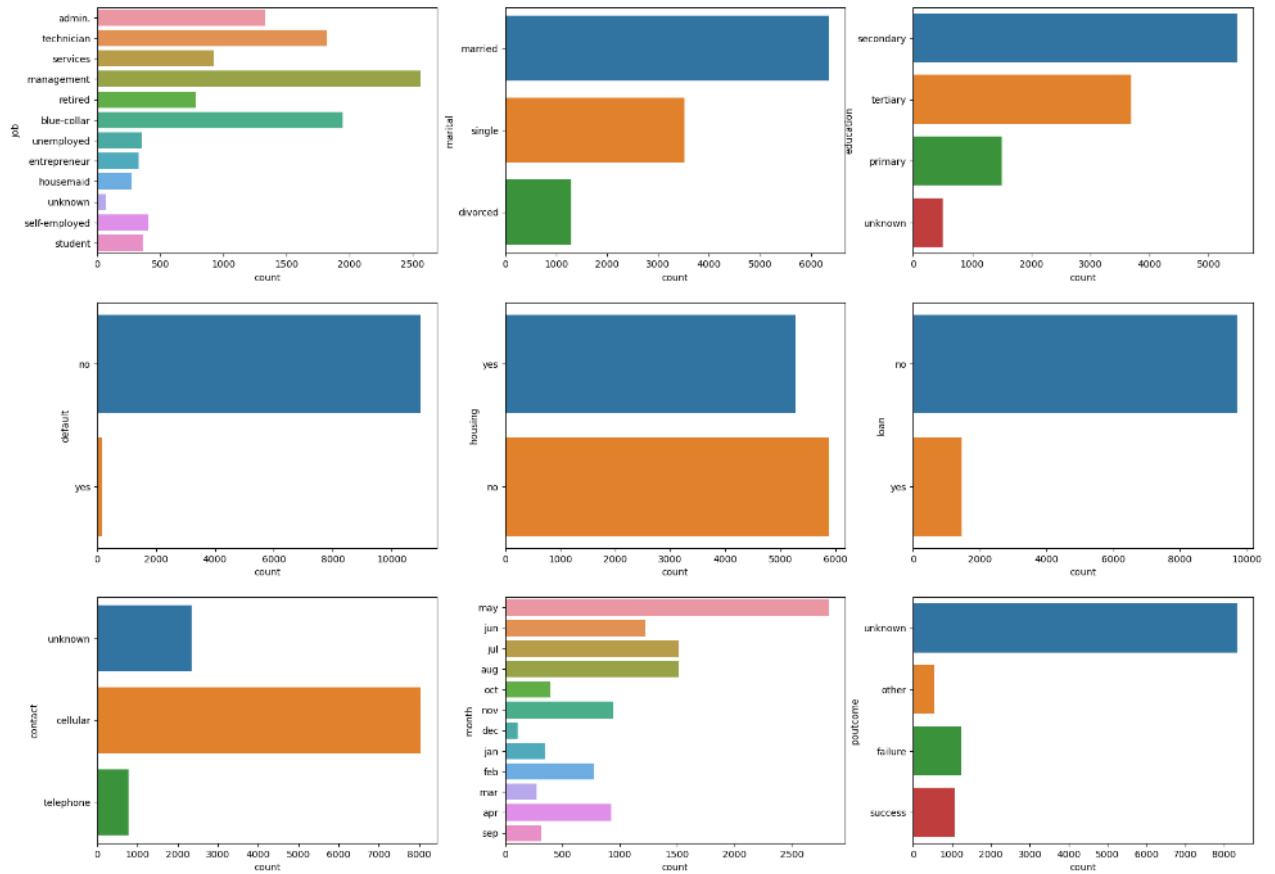 admin.
technician
services
management
retired
blue-collar
unemployed
entrepreneur
housemaid
unknown
self-employed
student
job
0 500 1000 1500 2000 2500
count
married
single
divorced
marital
0 1000 2000 3000 4000 5000 6000
count
secondary
tertiary
primary
unknown
education
0 1000 2000 3000 4000 5000
count
no
yes
default
0 2000 4000 6000 8000 10000
count
yes
no
housing
0 1000 2000 3000 4000 5000 6000
count
no
yes
loan
0 2000 4000 6000 8000 10000
count
unknown
cellular
telephone
contact
0 1000 2000 3000 4000 5000 6000 7000 8000
count
may
jun
jul
aug
oct
nov
dec
jan
feb
mar
apr
sep
month
0 500 1000 1500 2000 2500
count
unknown
other
failure
success
poutcome
0 1000 2000 3000 4000 5000 6000 7000 8000
count